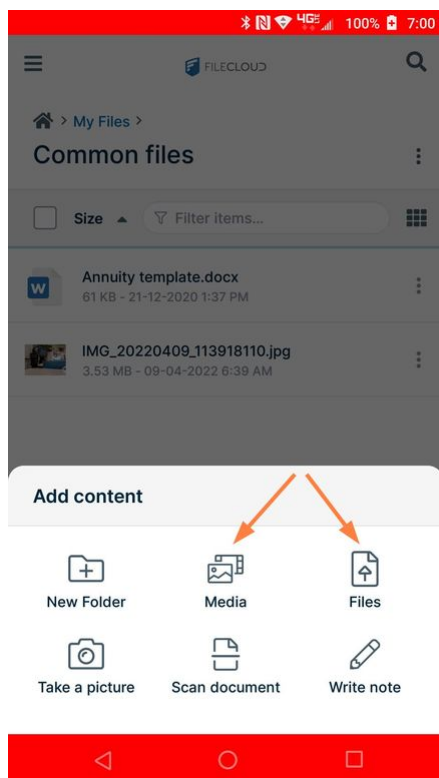 4GE 100% 7:00
FILECLOUD
> My Files >
Common files
Size Filter items...
Annuity template.docx
61 KB - 21-12-2020 1:37 PM
IMG_20220409_113918110.jpg
3.53 MB - 09-04-2022 6:39 AM
Add content
New Folder Media Files
Take a picture Scan document Write note